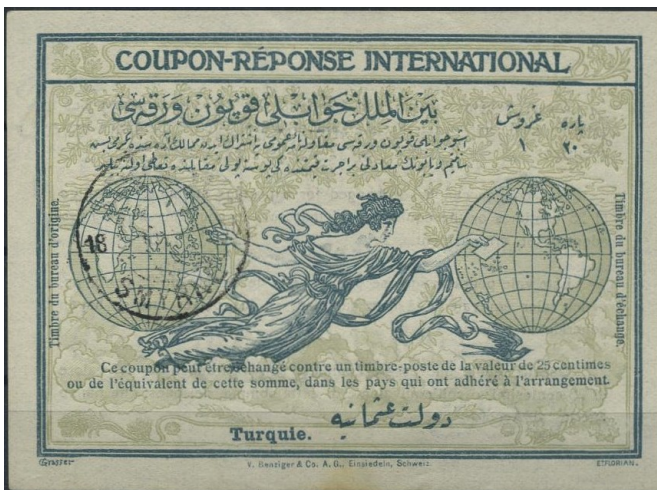 COUPON-RÉPONSE INTERNATIONAL
بين الملل جوابلى قوپون ورقه سى
پاره غروش
٢٠ ١
Timbre du bureau d'origine.
Timbre du bureau d'échange.
18
Ce coupon peut être échangé contre un timbre-poste de la valeur de 25 centimes
ou de l'équivalent de cette somme, dans les pays qui ont adhéré à l'arrangement.
دولت عثمانيه
Turquie.
Grasset
V. Benziger & Co. A. G., Einsiedeln, Schweiz.
E. FLORIAN.